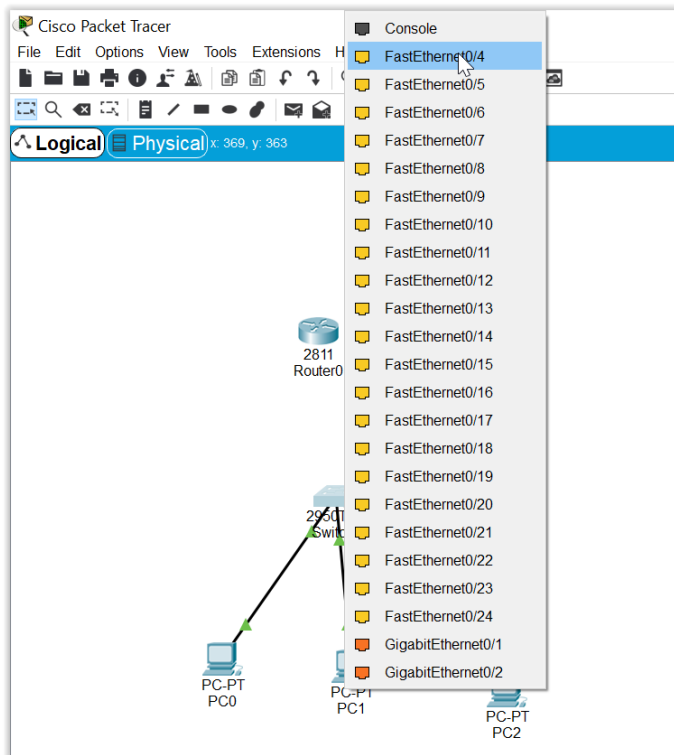 Cisco Packet Tracer
File Edit Options View Tools Extensions H
Logical Physical x: 369, y: 363
Console
FastEthernet0/4
FastEthernet0/5
FastEthernet0/6
FastEthernet0/7
FastEthernet0/8
FastEthernet0/9
FastEthernet0/10
FastEthernet0/11
FastEthernet0/12
FastEthernet0/13
FastEthernet0/14
FastEthernet0/15
FastEthernet0/16
FastEthernet0/17
FastEthernet0/18
FastEthernet0/19
FastEthernet0/20
FastEthernet0/21
FastEthernet0/22
FastEthernet0/23
FastEthernet0/24
GigabitEthernet0/1
GigabitEthernet0/2
2811
Router0
2950T
Switc
PC-PT
PC0
PC-PT
PC1
PC-PT
PC2